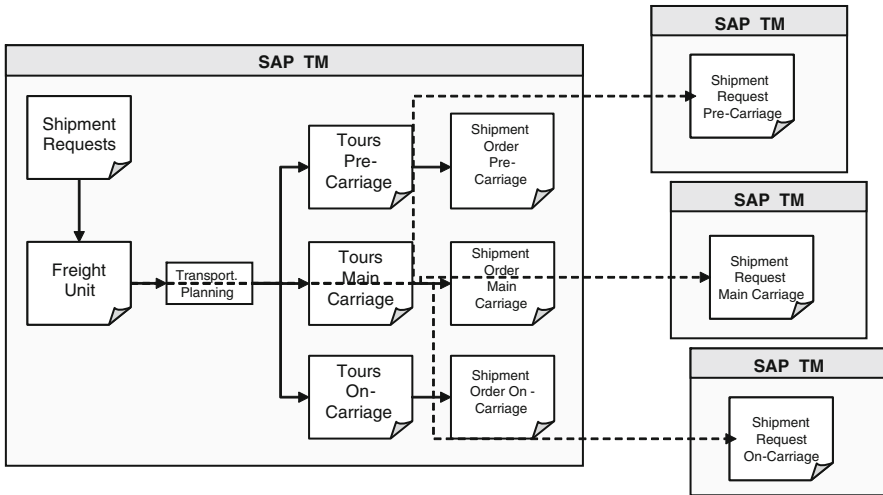 SAP TM
Shipment
Requests
Freight
Unit
Transport.
Planning
Tours
Pre-
Carriage
Tours
Main
Carriage
Tours
On-
Carriage
Shipment
Order
Pre-
Carriage
Shipment
Order
Main
Carriage
Shipment
Order On -
Carriage
SAP TM
Shipment
Request
Pre-Carriage
SAP TM
Shipment
Request
Main Carriage
SAP TM
Shipment
Request
On-Carriage